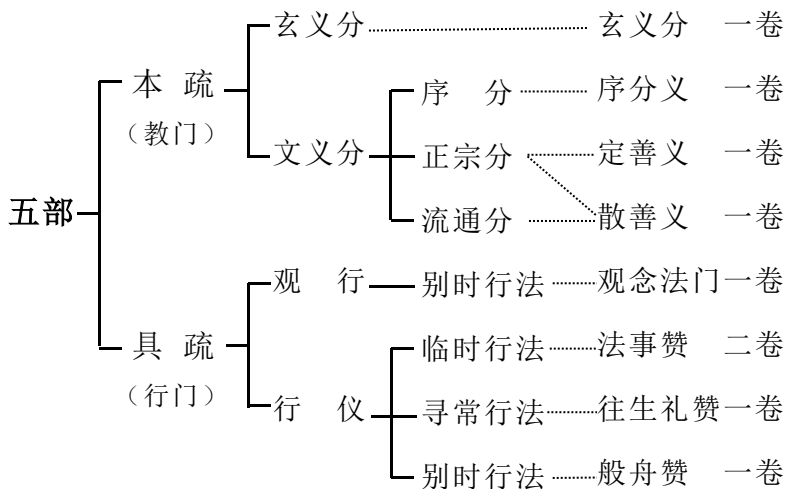 玄义分 玄义分 一卷
本疏 序分 序分义 一卷
（教门）
文义分 正宗分 定善义 一卷
五部 流通分 散善义 一卷
观行 别时行法 观念法门一卷
具疏 临时行法 法事赞 二卷
（行门）
行仪 寻常行法 往生礼赞一卷
别时行法 般舟赞 一卷